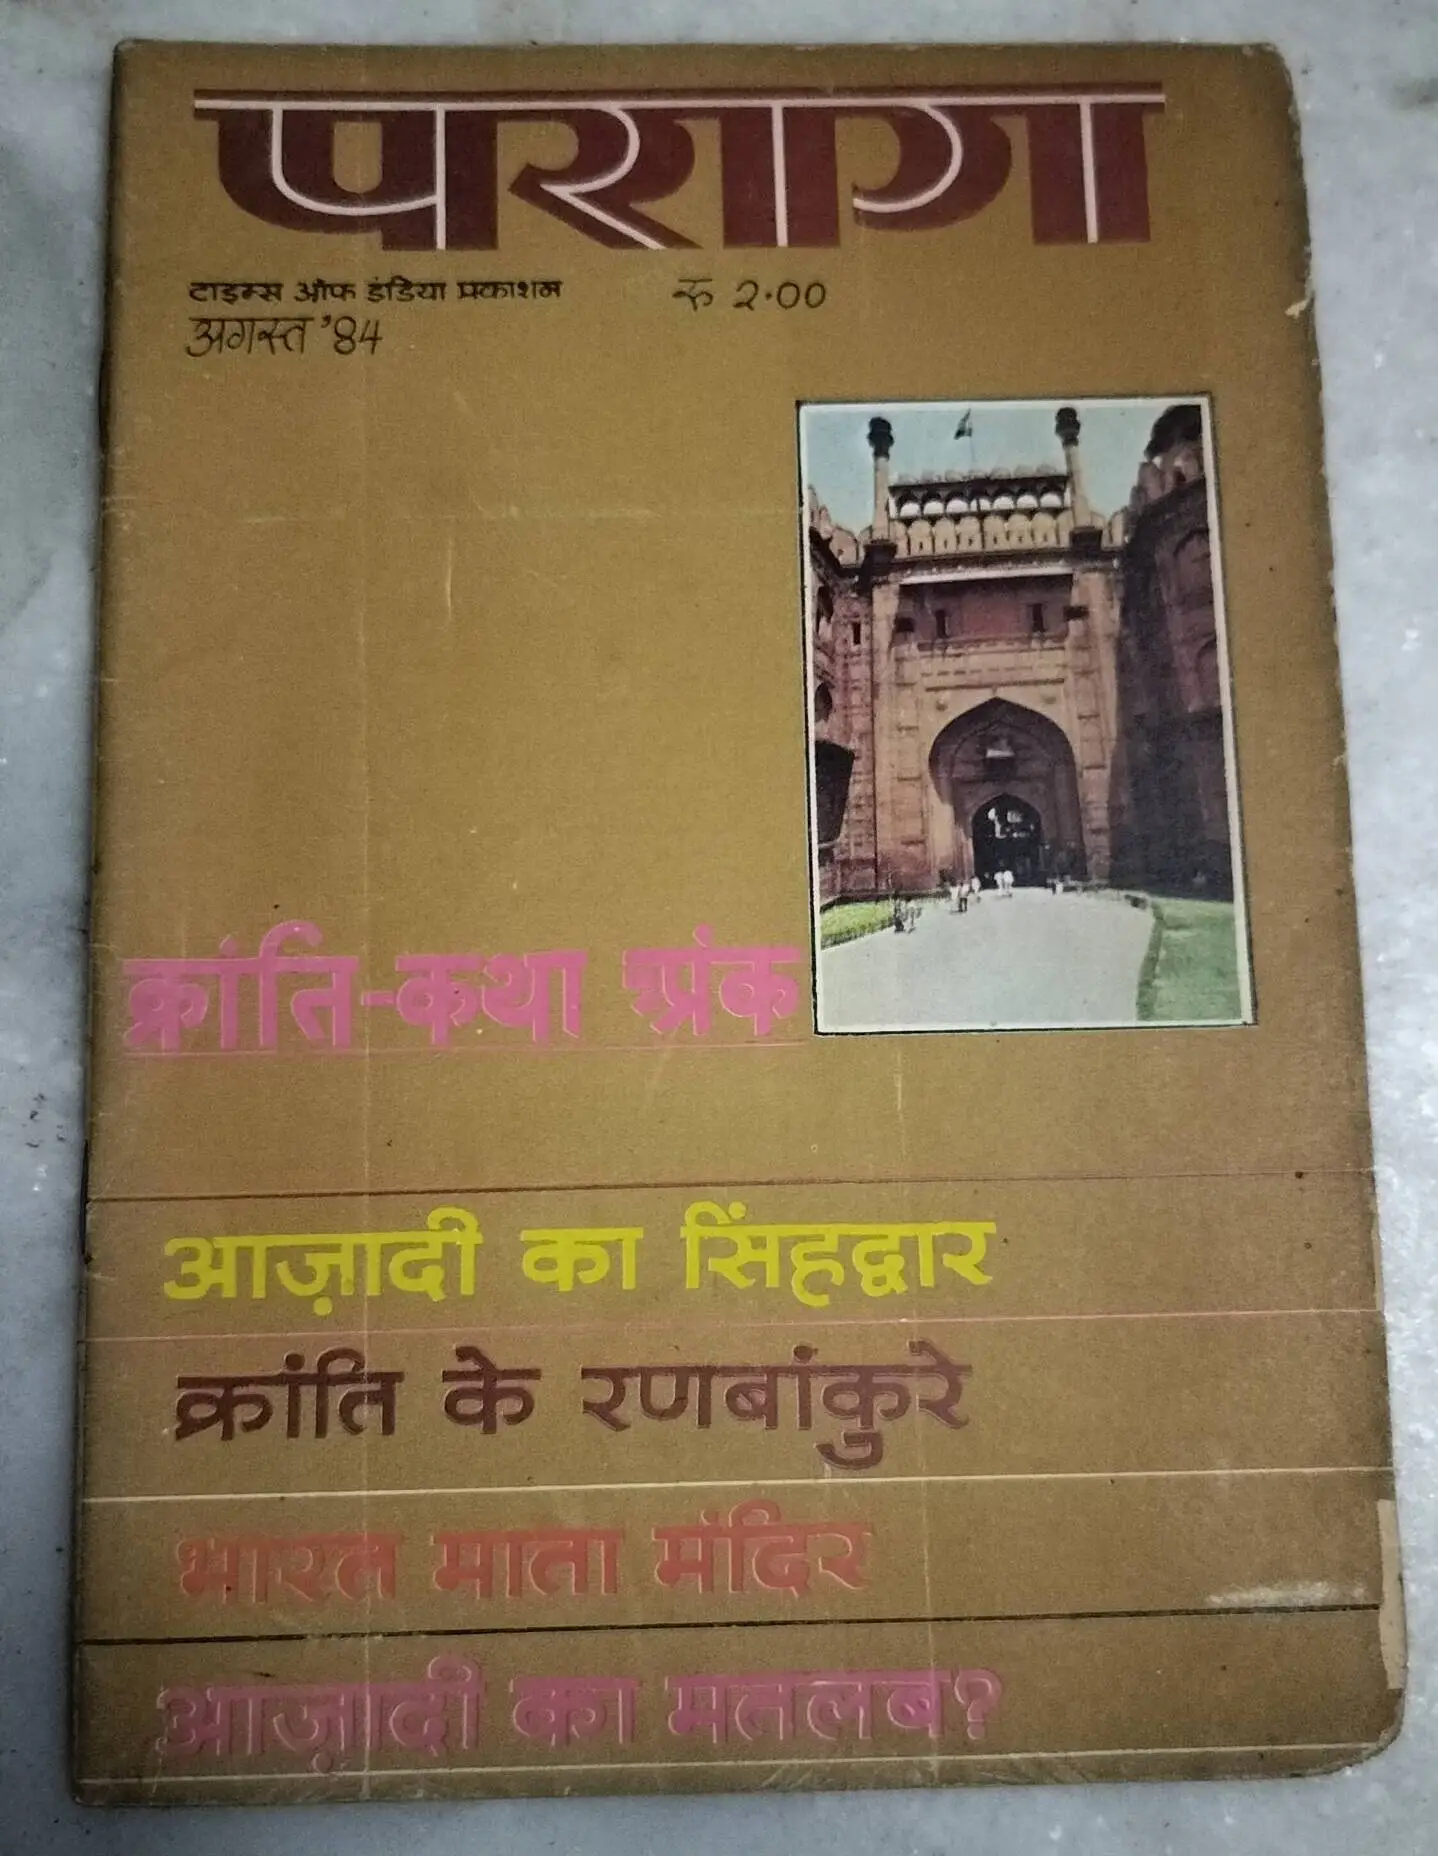 पराग
टाइम्स ऑफ इंडिया प्रकाशन रु 2.00
अगस्त '84
क्रांति-कथा अंक
आज़ादी का सिंहद्वार
क्रांति के रणबांकुरे
भारत माता मंदिर
आज़ादी का मतलब?